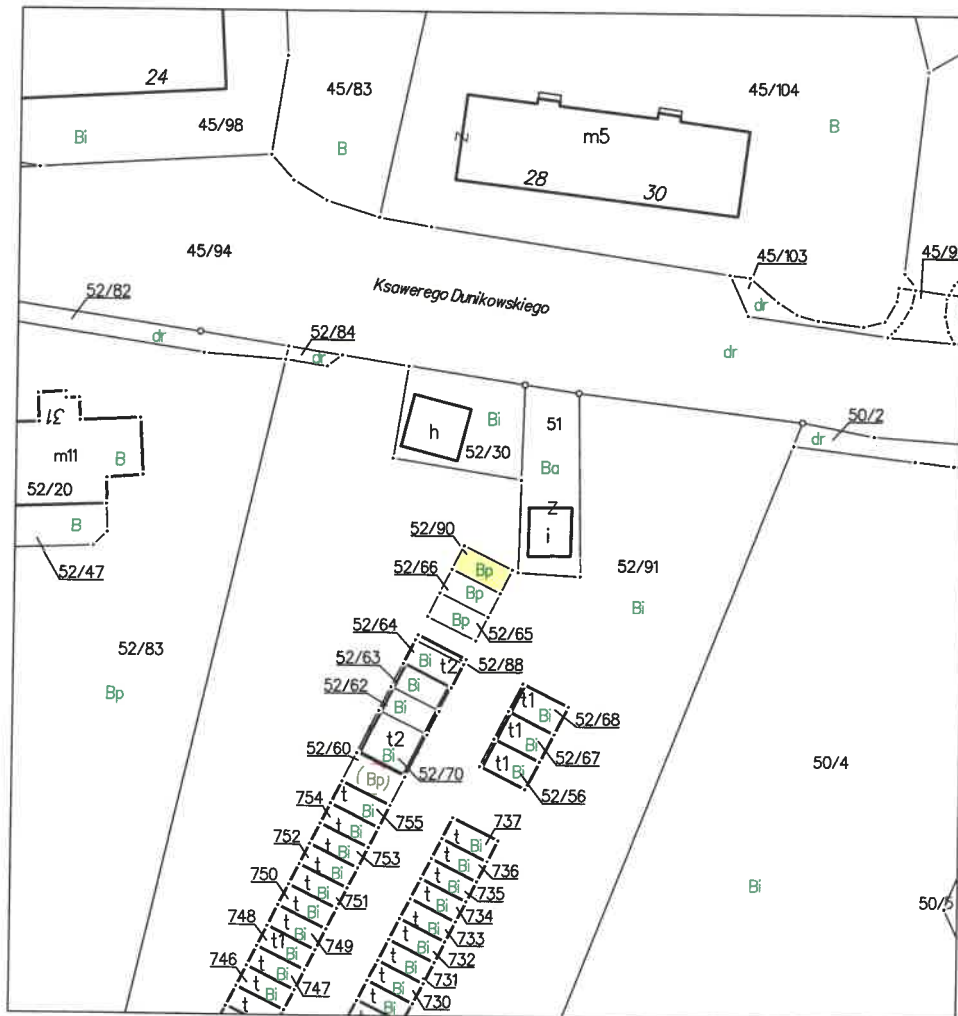 24
45/83
45/104
45/98
Bi
B
B
m5
2
28
30
45/94
45/103
45/9
52/82
Ksawerego Dunikowskiego
dr
52/84
dr
dr
dr
50/2
dr
31
m11
B
52/20
B
52/47
h
Bi
52/30
51
Ba
Z
i
52/90
Bp
52/66
Bp
Bp
52/65
52/91
Bi
52/83
Bp
52/64
Bi
t2
52/88
52/63
Bi
52/62
Bi
t2
Bi
52/60
52/70
(Bp)
t1
Bi
52/68
t1
Bi
52/67
t1
Bi
52/56
50/4
t
Bi
755
754
t
Bi
752
t
Bi
753
t
Bi
750
t
Bi
751
t
Bi
748
t
Bi
749
t1
Bi
746
t
Bi
747
t
Bi
t
737
t
Bi
736
t
Bi
735
t
Bi
734
t
Bi
733
t
Bi
732
t
Bi
731
t
Bi
730
t
Bi
Bi
50/5